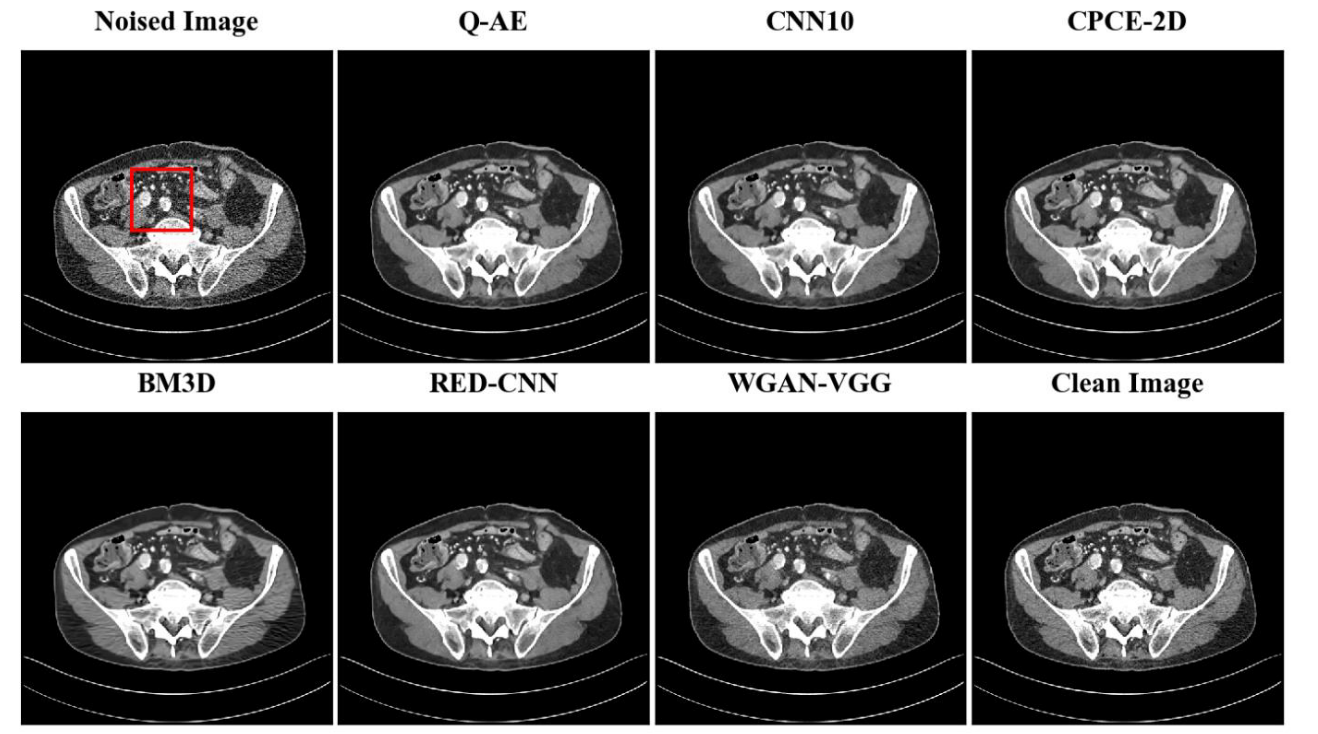 Noised Image
Q-AE
CNN10
CPCE-2D
BM3D
RED-CNN
WGAN-VGG
Clean Image